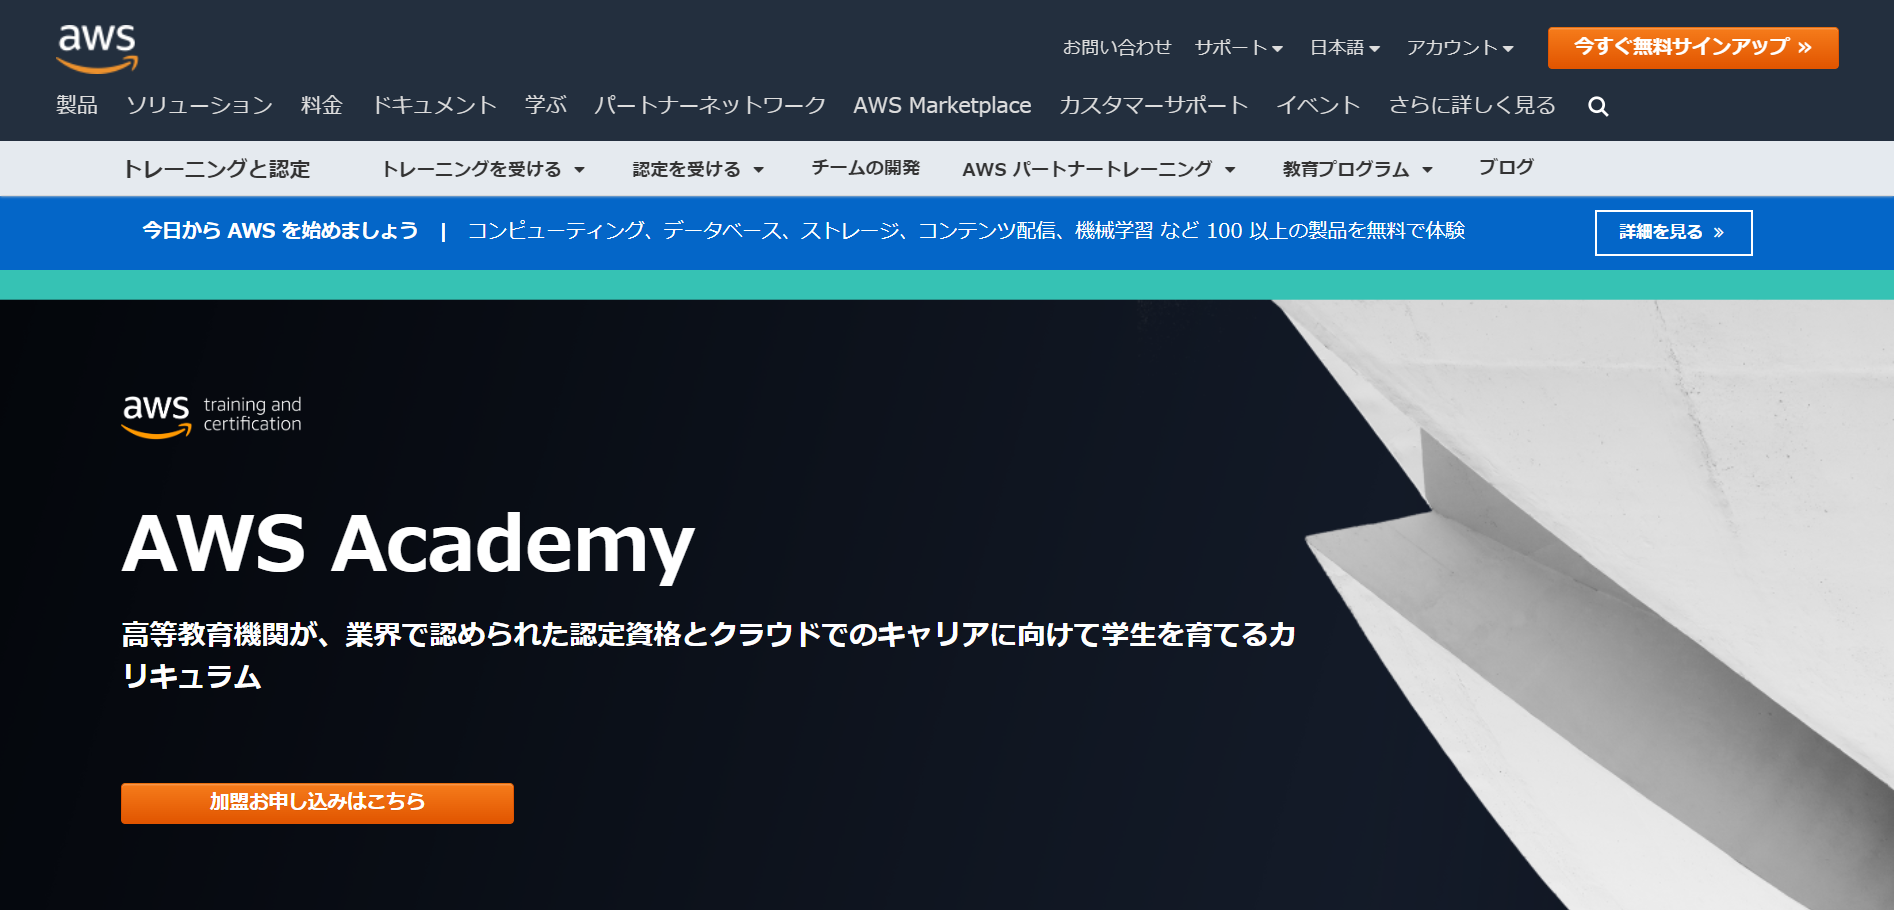 aws
お問い合わせ サポート 日本語 アカウント 今すぐ無料サインアップ »
製品 ソリューション 料金 ドキュメント 学ぶ パートナーネットワーク AWS Marketplace カスタマーサポート イベント さらに詳しく見る
トレーニングと認定 トレーニングを受ける 認定を受ける チームの開発 AWS パートナートレーニング 教育プログラム ブログ
今日から AWS を始めましょう | コンピューティング、データベース、ストレージ、コンテンツ配信、機械学習 など 100 以上の製品を無料で体験 詳細を見る »
aws training and
certification
AWS Academy
高等教育機関が、業界で認められた認定資格とクラウドでのキャリアに向けて学生を育てるカ
リキュラム
加盟お申し込みはこちら